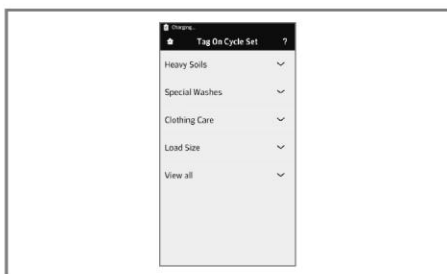 Charging...
Tag On Cycle Set ?
Heavy Soils
Special Washes
Clothing Care
Load Size
View all